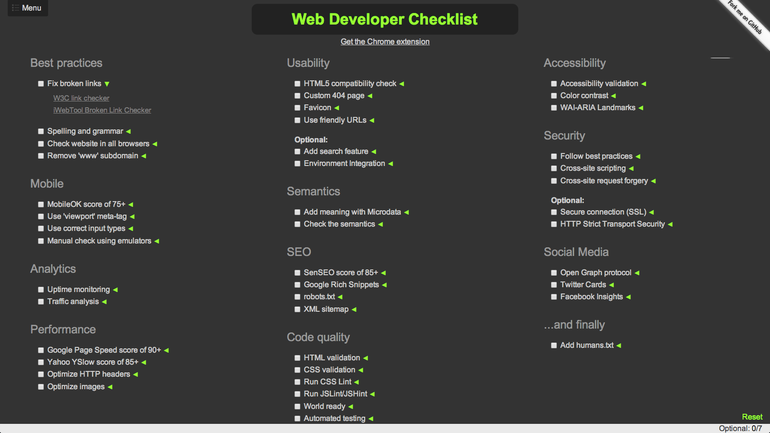 Menu
Web Developer Checklist
Fork me on GitHub
Get the Chrome extension
Best practices
Fix broken links
W3C link checker
iWebTool Broken Link Checker
Spelling and grammar
Check website in all browsers
Remove 'www' subdomain
Mobile
MobileOK score of 75+
Use 'viewport' meta-tag
Use correct input types
Manual check using emulators
Analytics
Uptime monitoring
Traffic analysis
Performance
Google Page Speed score of 90+
Yahoo YSlow score of 85+
Optimize HTTP headers
Optimize images
Usability
HTML5 compatibility check
Custom 404 page
Favicon
Use friendly URLs
Optional:
Add search feature
Environment Integration
Semantics
Add meaning with Microdata
Check the semantics
SEO
SenSEO score of 85+
Google Rich Snippets
robots.txt
XML sitemap
Code quality
HTML validation
CSS validation
Run CSS Lint
Run JSLint/JSHint
World ready
Automated testing
Accessibility
Accessibility validation
Color contrast
WAI-ARIA Landmarks
Security
Follow best practices
Cross-site scripting
Cross-site request forgery
Optional:
Secure connection (SSL)
HTTP Strict Transport Security
Social Media
Open Graph protocol
Twitter Cards
Facebook Insights
...and finally
Add humans.txt
Reset
Optional: 0/7